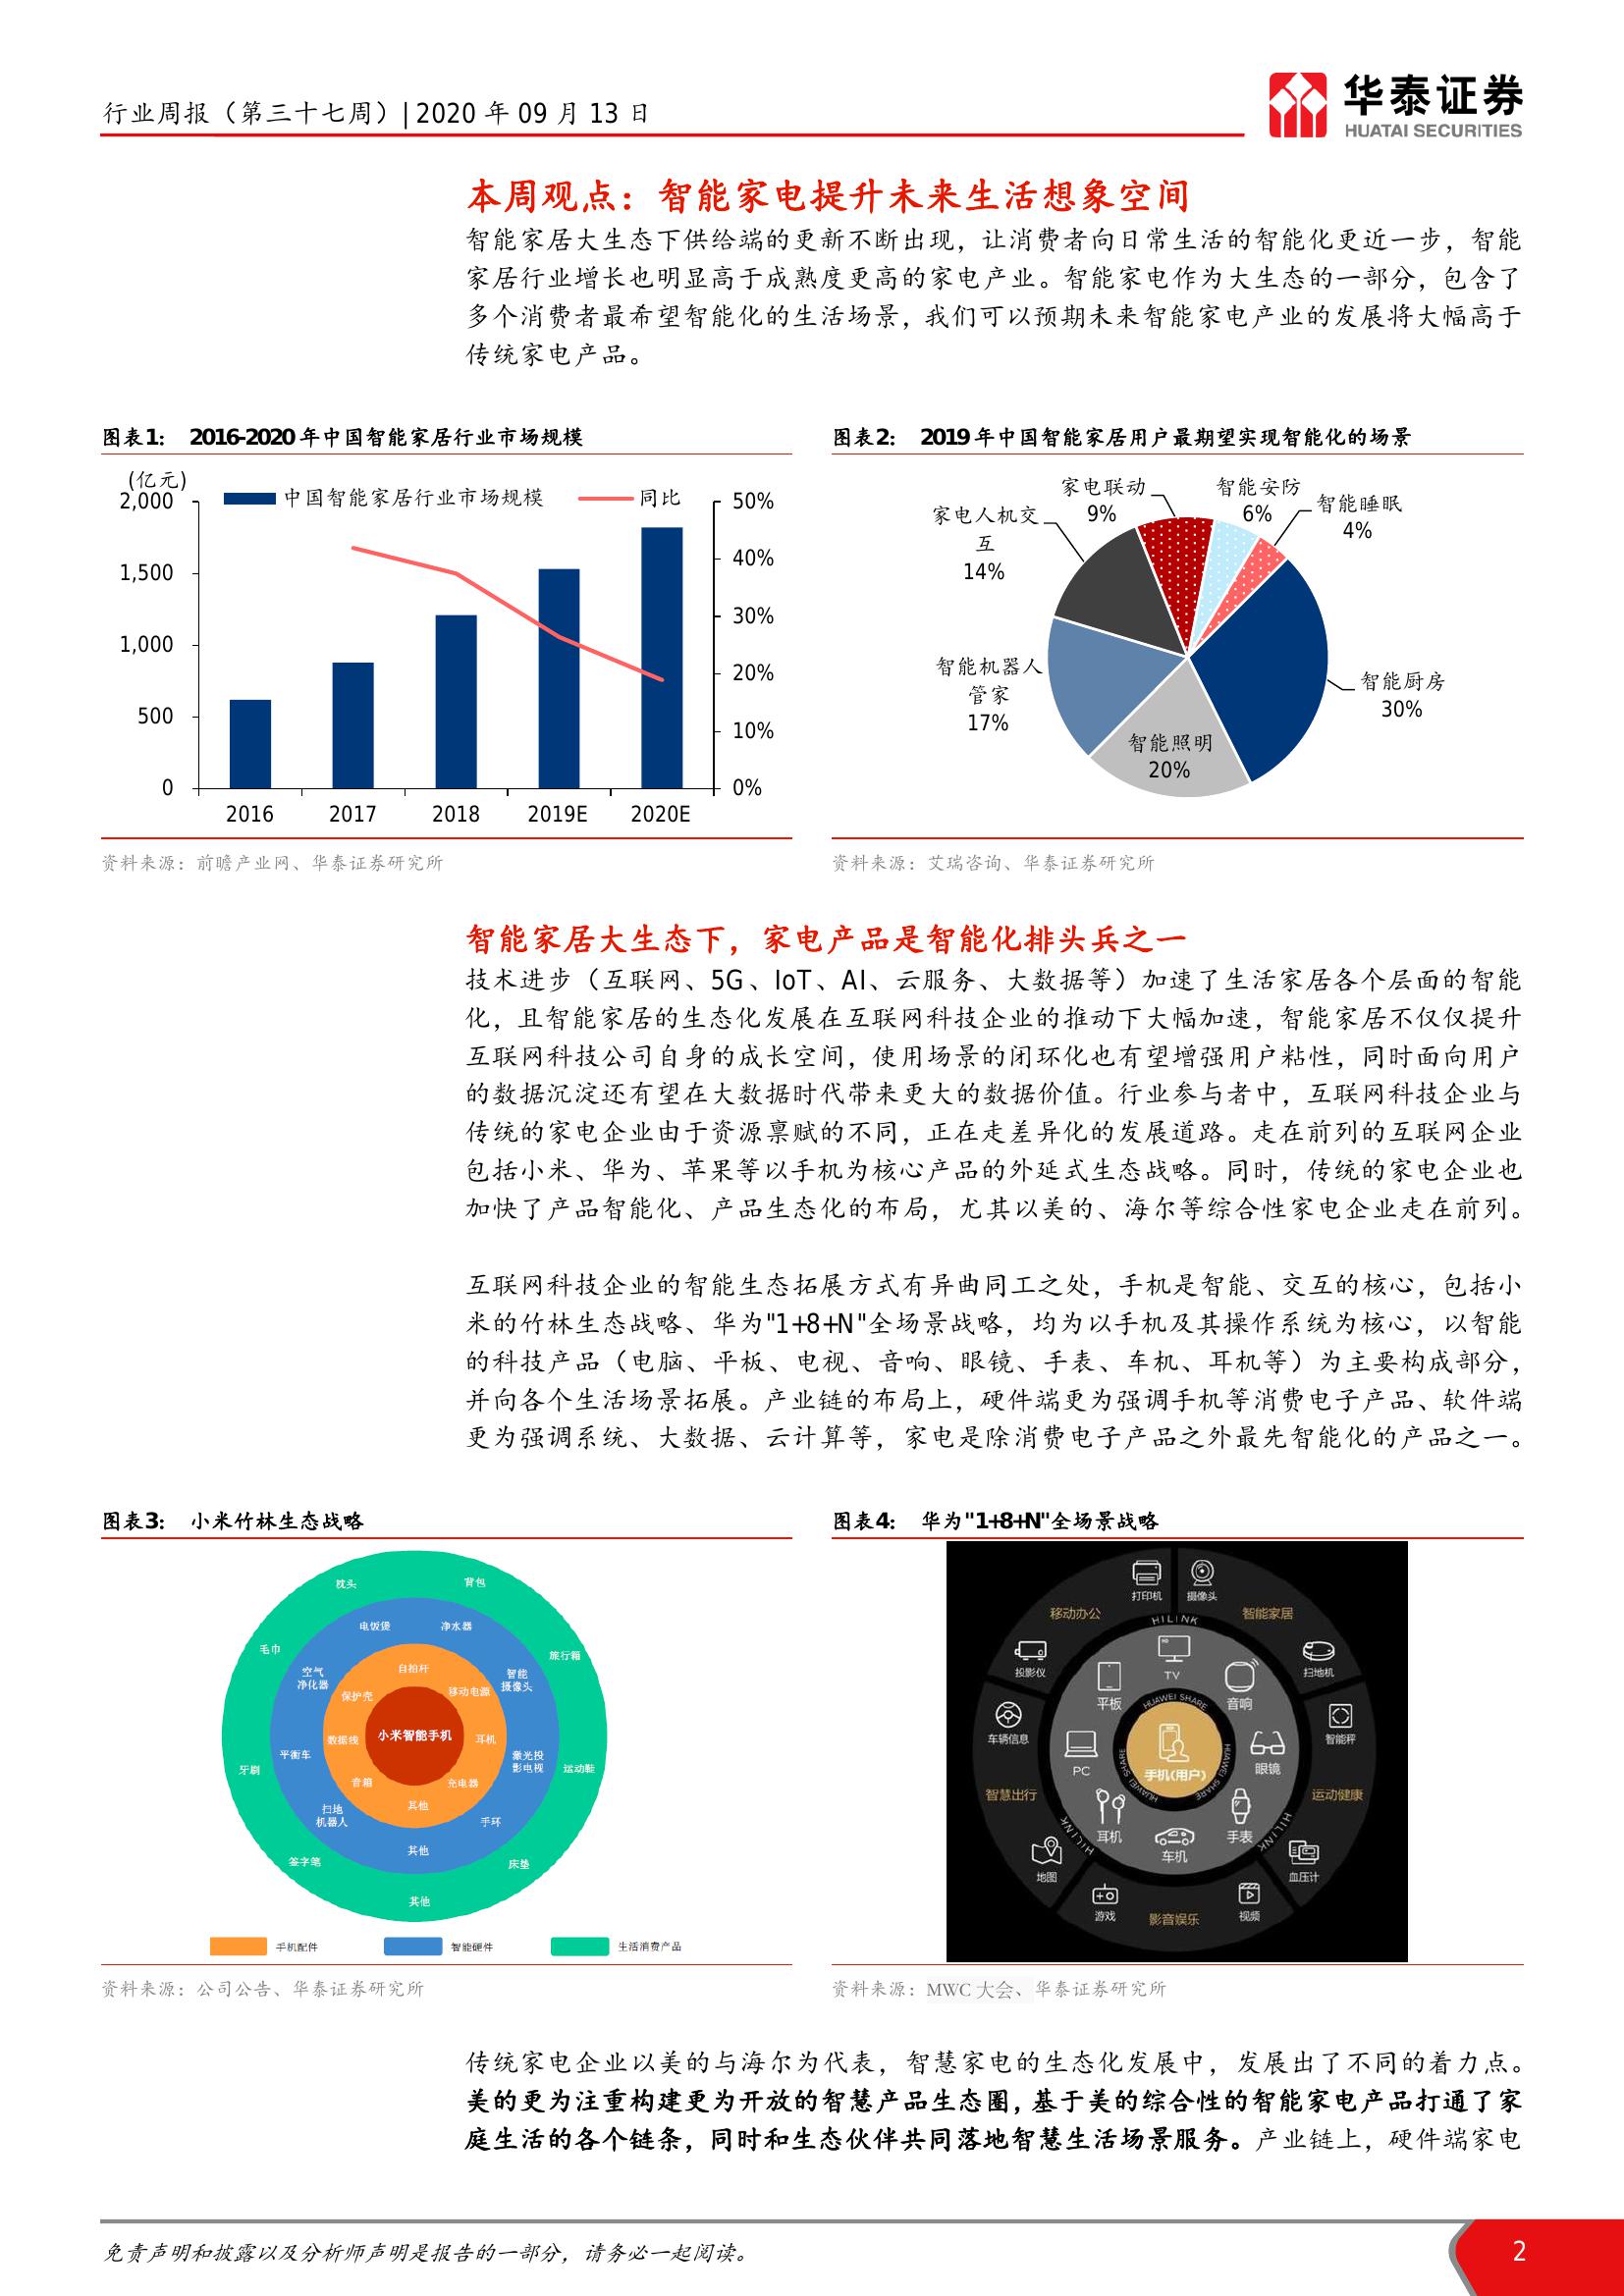 行业周报（第三十七周）| 2020 年 09 月 13 日
华泰证券
HUATAI SECURITIES
本周观点：智能家电提升未来生活想象空间
智能家居大生态下供给端的更新不断出现，让消费者向日常生活的智能化更近一步，智能
家居行业增长也明显高于成熟度更高的家电产业。智能家电作为大生态的一部分，包含了
多个消费者最希望智能化的生活场景，我们可以预期未来智能家电产业的发展将大幅高于
传统家电产品。
图表1： 2016-2020 年中国智能家居行业市场规模
(亿元)
中国智能家居行业市场规模 同比
2,000
1,500
1,000
500
0
50%
40%
30%
20%
10%
0%
2016 2017 2018 2019E 2020E
资料来源：前瞻产业网、华泰证券研究所
图表2： 2019 年中国智能家居用户最期望实现智能化的场景
家电联动
9%
智能安防
6%
智能睡眠
4%
家电人机交
互
14%
智能机器人
管家
17%
智能厨房
30%
智能照明
20%
资料来源：艾瑞咨询、华泰证券研究所
智能家居大生态下，家电产品是智能化排头兵之一
技术进步（互联网、5G、IoT、AI、云服务、大数据等）加速了生活家居各个层面的智能
化，且智能家居的生态化发展在互联网科技企业的推动下大幅加速，智能家居不仅仅提升
互联网科技公司自身的成长空间，使用场景的闭环化也有望增强用户粘性，同时面向用户
的数据沉淀还有望在大数据时代带来更大的数据价值。行业参与者中，互联网科技企业与
传统的家电企业由于资源禀赋的不同，正在走差异化的发展道路。走在前列的互联网企业
包括小米、华为、苹果等以手机为核心产品的外延式生态战略。同时，传统的家电企业也
加快了产品智能化、产品生态化的布局，尤其以美的、海尔等综合性家电企业走在前列。
互联网科技企业的智能生态拓展方式有异曲同工之处，手机是智能、交互的核心，包括小
米的竹林生态战略、华为"1+8+N"全场景战略，均为以手机及其操作系统为核心，以智能
的科技产品（电脑、平板、电视、音响、眼镜、手表、车机、耳机等）为主要构成部分，
并向各个生活场景拓展。产业链的布局上，硬件端更为强调手机等消费电子产品、软件端
更为强调系统、大数据、云计算等，家电是除消费电子产品之外最先智能化的产品之一。
图表3： 小米竹林生态战略
枕头
背包
毛巾
旅行箱
牙刷
运动鞋
签字笔
床垫
其他
电饭煲
净水器
空气
净化器
智能
摄像头
平衡车
激光投
影电视
扫地
机器人
手环
其他
自拍杆
保护壳
移动电源
数据线
耳机
音箱
充电器
其他
小米智能手机
手机配件
智能硬件
生活消费产品
资料来源：公司公告、华泰证券研究所
图表4： 华为"1+8+N"全场景战略
打印机
摄像头
移动办公
智能家居
HILINK
投影仪
扫地机
TV
平板
音响
HUAWEI SHARE
车辆信息
智能秤
PC
眼镜
手机(用户)
HUAWEI SHARE
HUAWEI SHARE
智慧出行
运动健康
耳机
手表
车机
HILINK
HILINK
地图
血压计
游戏
影音娱乐
视频
资料来源：MWC 大会、华泰证券研究所
传统家电企业以美的与海尔为代表，智慧家电的生态化发展中，发展出了不同的着力点。
美的更为注重构建更为开放的智慧产品生态圈，基于美的综合性的智能家电产品打通了家
庭生活的各个链条，同时和生态伙伴共同落地智慧生活场景服务。产业链上，硬件端家电
免责声明和披露以及分析师声明是报告的一部分，请务必一起阅读。
2